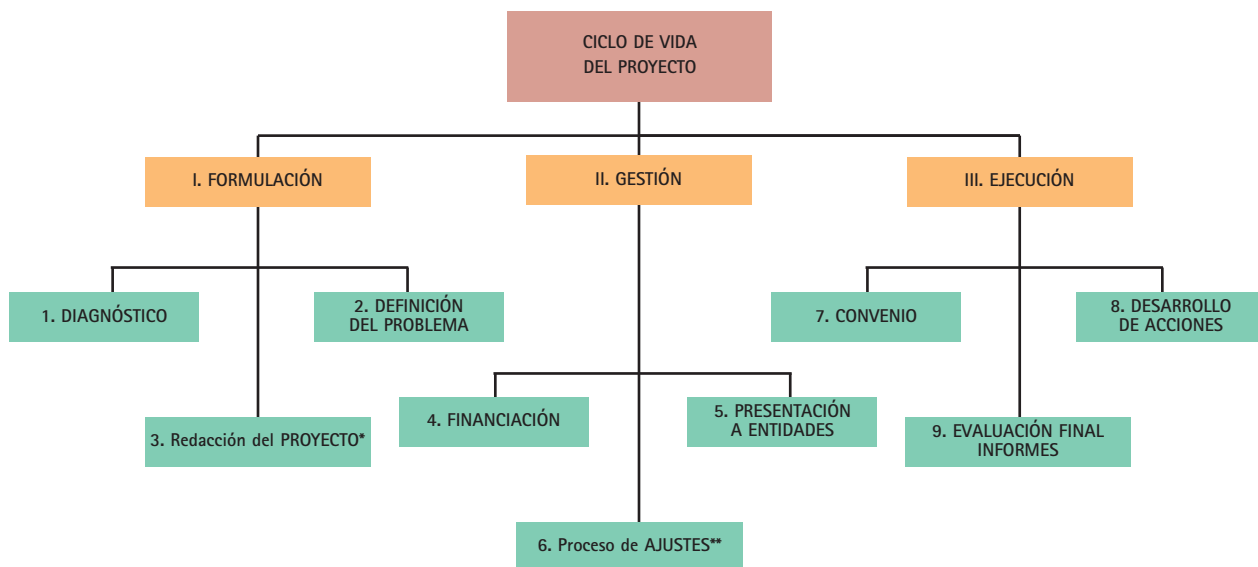 CICLO DE VIDA
DEL PROYECTO
I. FORMULACIÓN
II. GESTIÓN
III. EJECUCIÓN
1. DIAGNÓSTICO
2. DEFINICIÓN
DEL PROBLEMA
7. CONVENIO
8. DESARROLLO
DE ACCIONES
3. Redacción del PROYECTO*
4. FINANCIACIÓN
5. PRESENTACIÓN
A ENTIDADES
9. EVALUACIÓN FINAL
INFORMES
6. Proceso de AJUSTES**